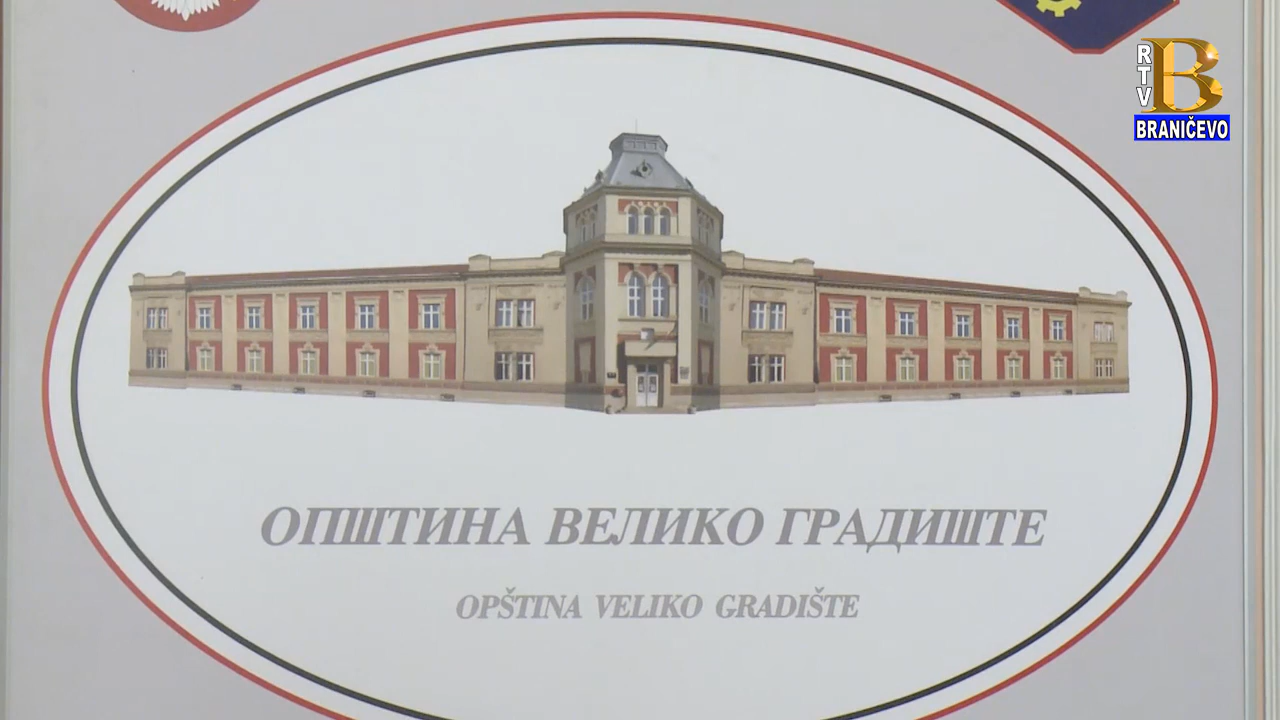 RTV
B
BRANIČEVO
ОПШТИНА ВЕЛИКО ГРАДИШТЕ
OPŠTINA VELIKO GRADIŠTE